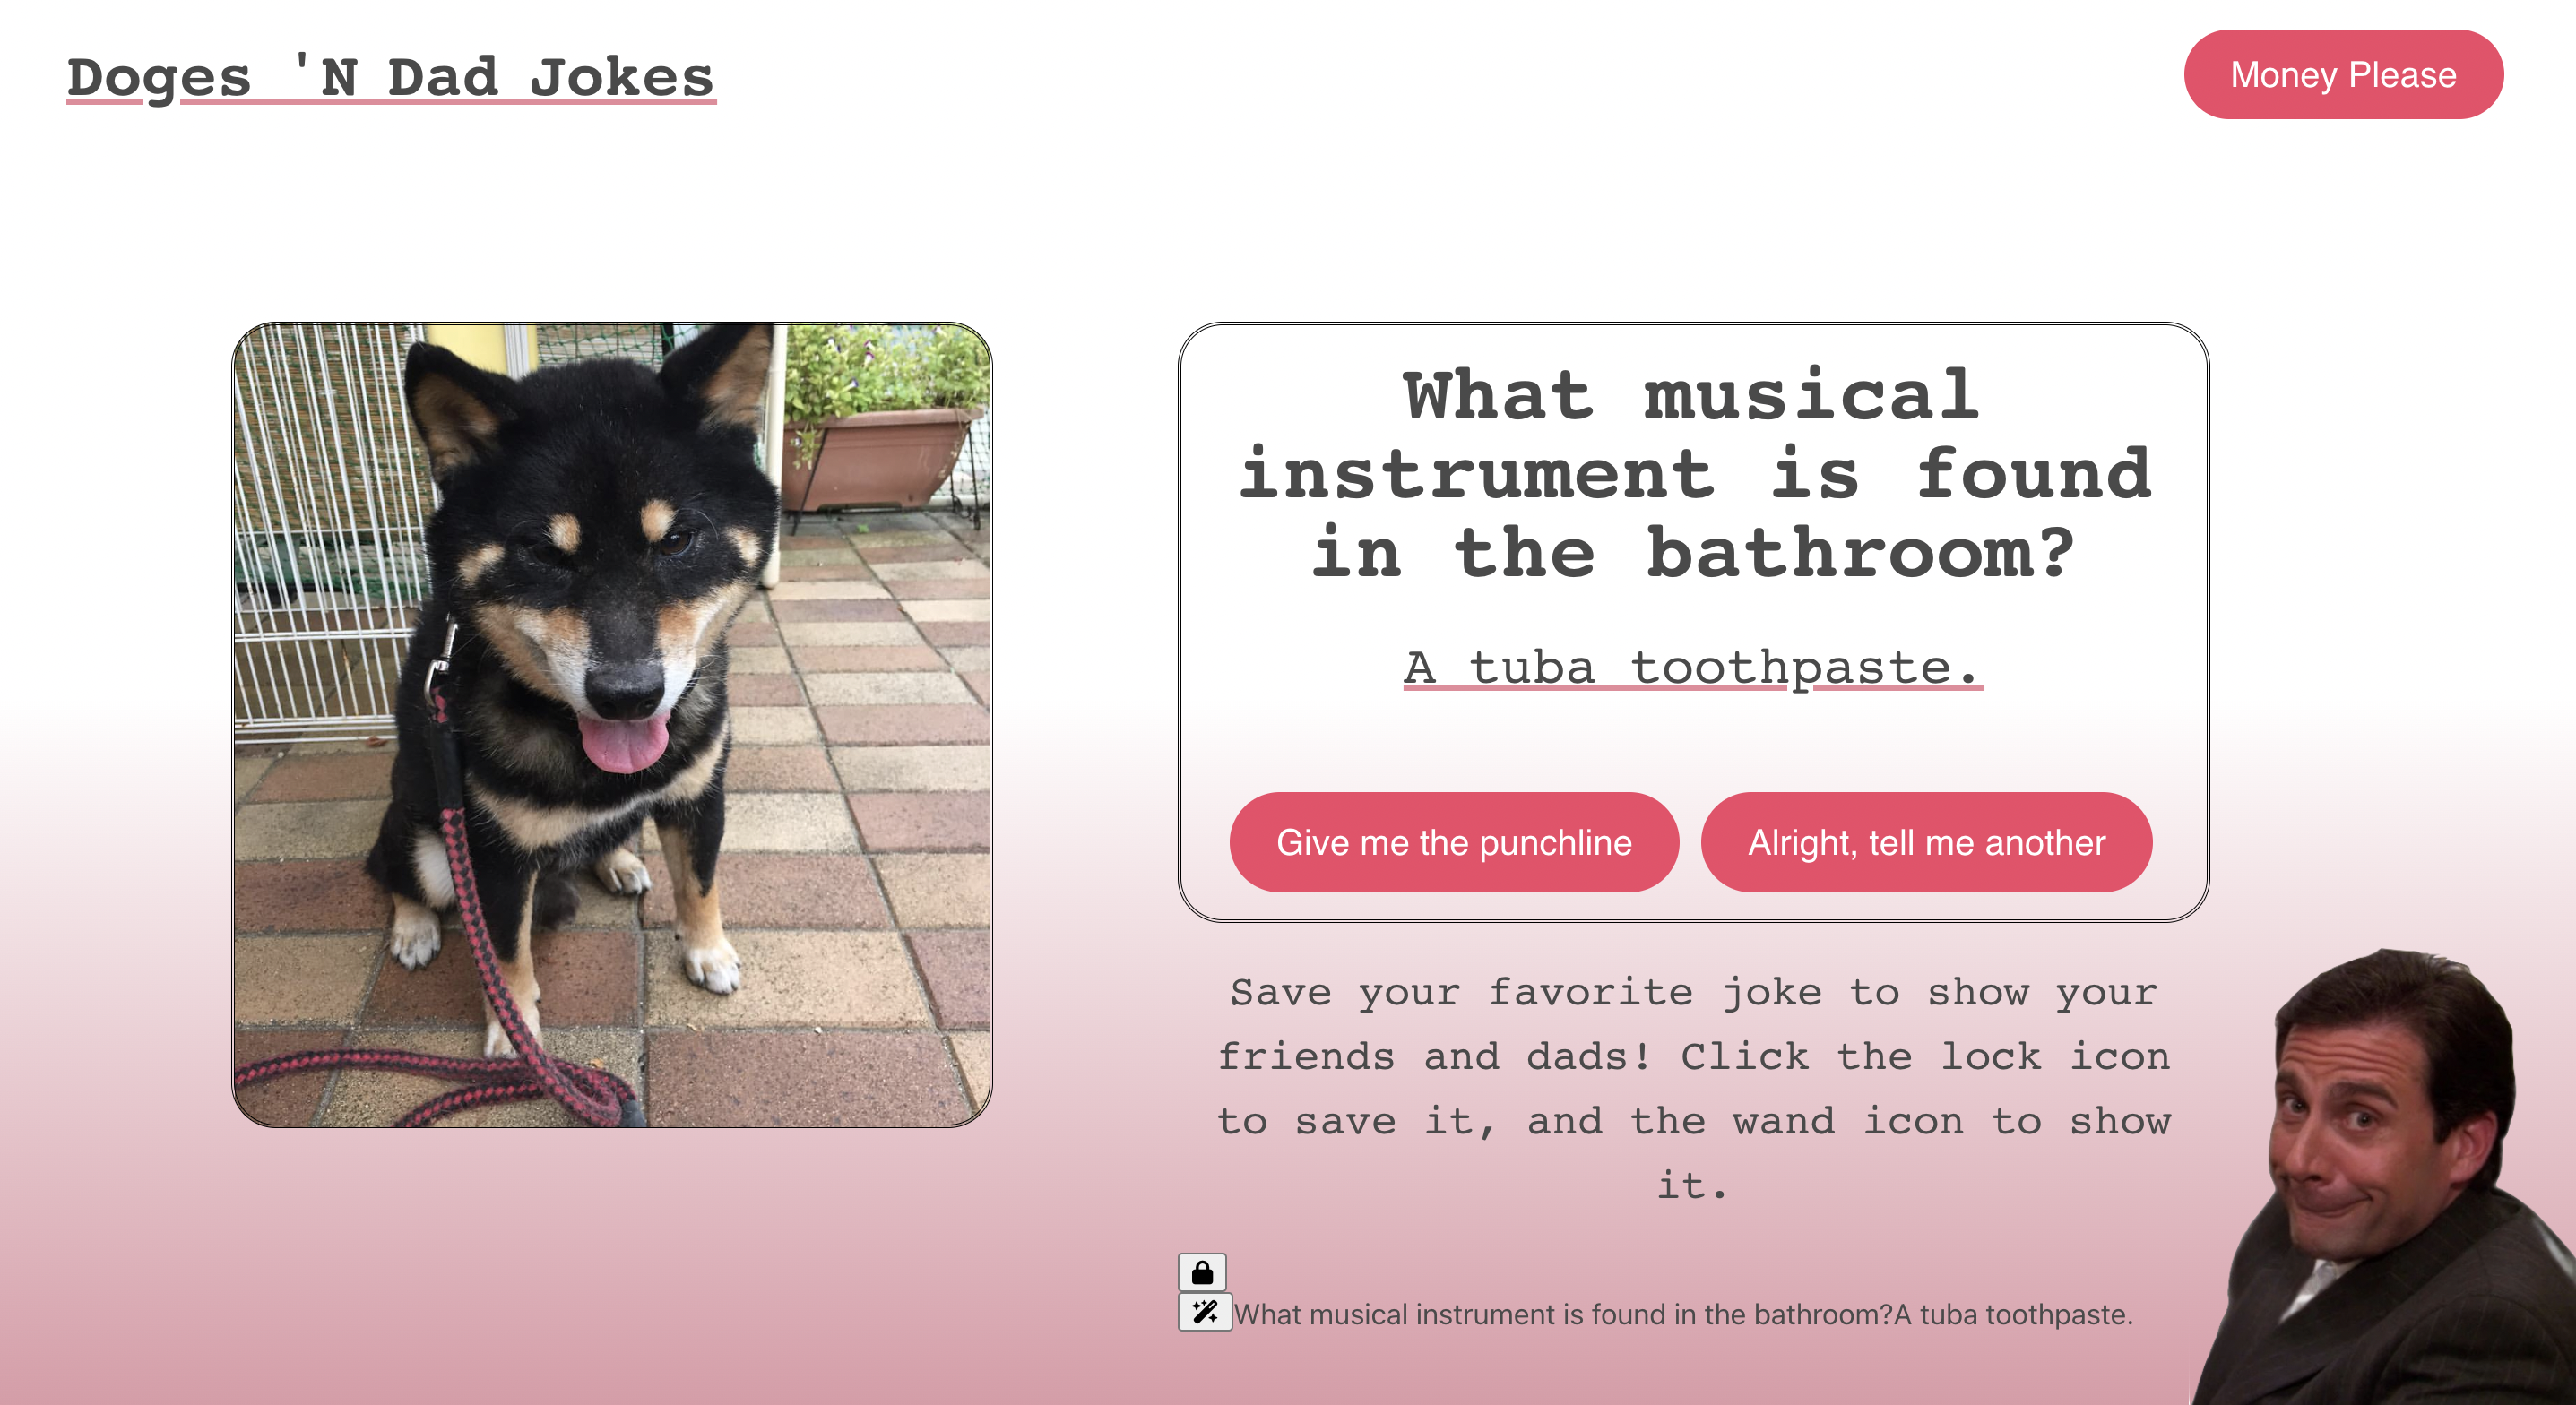 Doges 'N Dad Jokes
Money Please
What musical
instrument is found
in the bathroom?
A tuba toothpaste.
Give me the punchline
Alright, tell me another
Save your favorite joke to show your
friends and dads! Click the lock icon
to save it, and the wand icon to show
it.
What musical instrument is found in the bathroom?A tuba toothpaste.